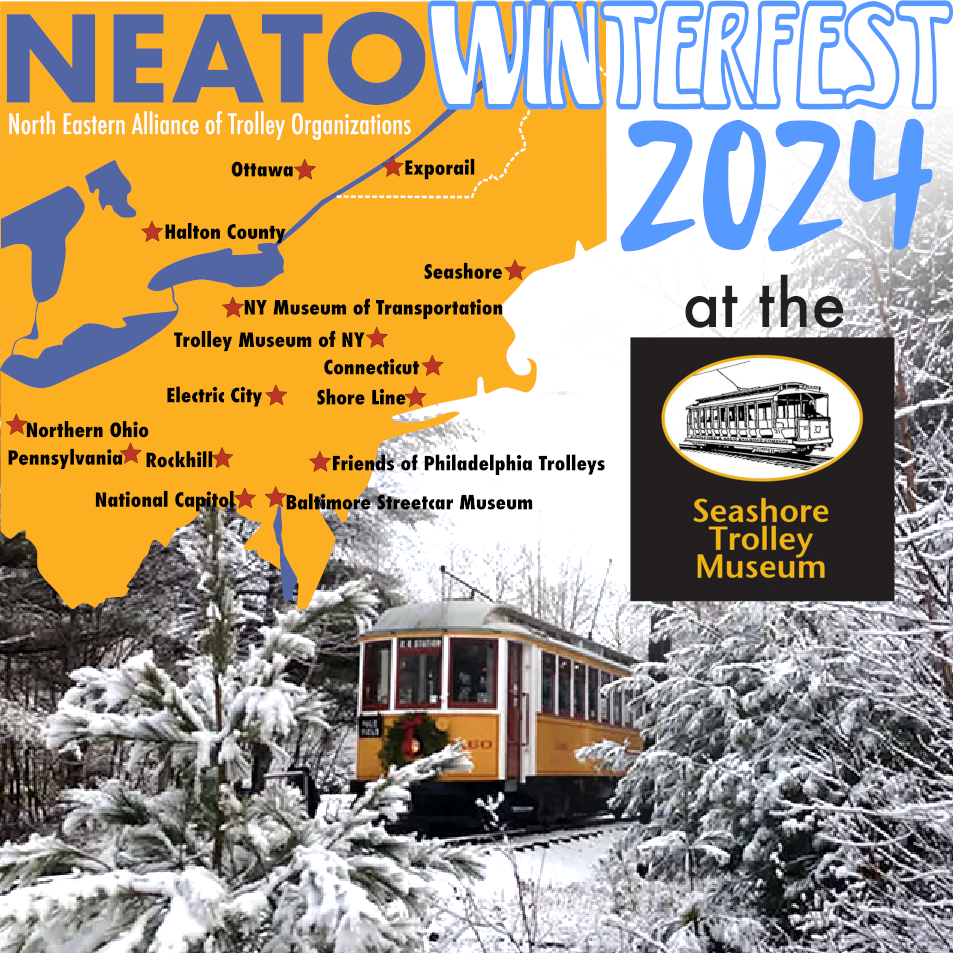 NEATO WINTERFEST
North Eastern Alliance of Trolley Organizations
2024
at the
Seashore
Trolley
Museum
Ottawa
Exporail
Halton County
Seashore
NY Museum of Transportation
Trolley Museum of NY
Connecticut
Electric City
Shore Line
Northern Ohio
Pennsylvania
Rockhill
Friends of Philadelphia Trolleys
National Capitol
Baltimore Streetcar Museum